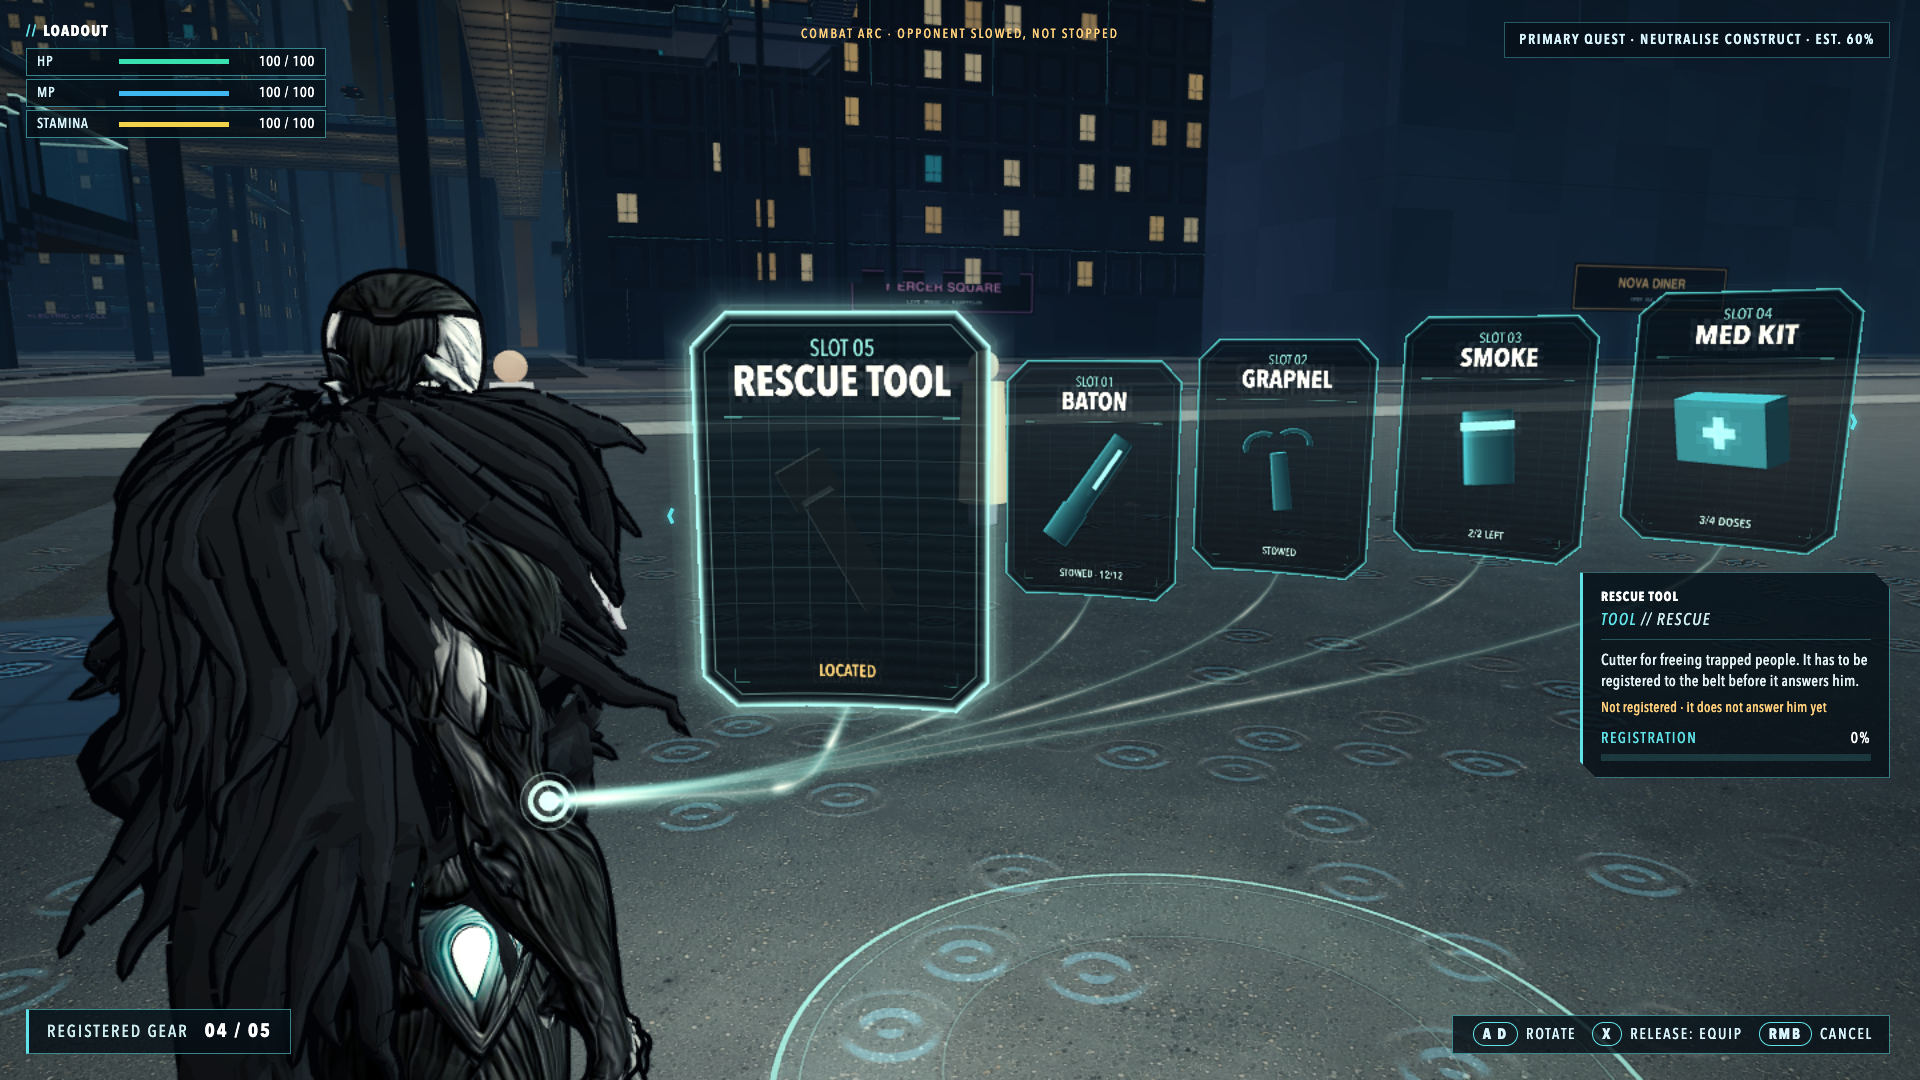 // LOADOUT
HP 100 / 100
MP 100 / 100
STAMINA 100 / 100
COMBAT ARC · OPPONENT SLOWED, NOT STOPPED
PRIMARY QUEST · NEUTRALISE CONSTRUCT · EST. 60%
ERCER SQUARE
NOVA DINER
SLOT 05
RESCUE TOOL
LOCATED
SLOT 01
BATON
STOWED · 12/12
SLOT 02
GRAPNEL
STOWED
SLOT 03
SMOKE
2/2 LEFT
SLOT 04
MED KIT
3/4 DOSES
RESCUE TOOL
TOOL // RESCUE
Cutter for freeing trapped people. It has to be
registered to the belt before it answers him.
Not registered · it does not answer him yet
REGISTRATION 0%
REGISTERED GEAR 04 / 05
A D ROTATE X RELEASE: EQUIP RMB CANCEL